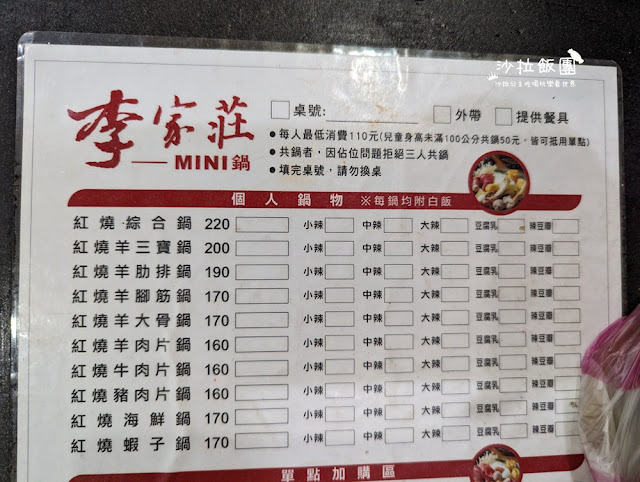 沙拉飯團
沙拉公主吃喝玩樂看世界
李家莊
MINI鍋
桌號: 外帶 提供餐具
●每人最低消費110元(兒童身高未滿100公分共鍋50元，皆可抵用單點)
●共鍋者，因佔位問題拒絕三人共鍋
●填完桌號，請勿換桌
個人鍋物 ※每鍋均附白飯
紅燒綜合鍋 220 小辣 中辣 大辣 豆腐乳 辣豆瓣
紅燒羊三寶鍋 200 小辣 中辣 大辣 豆腐乳 辣豆瓣
紅燒羊肋排鍋 190 小辣 中辣 大辣 豆腐乳 辣豆瓣
紅燒羊腳筋鍋 170 小辣 中辣 大辣 豆腐乳 辣豆瓣
紅燒羊大骨鍋 170 小辣 中辣 大辣 豆腐乳 辣豆瓣
紅燒羊肉片鍋 160 小辣 中辣 大辣 豆腐乳 辣豆瓣
紅燒牛肉片鍋 160 小辣 中辣 大辣 豆腐乳 辣豆瓣
紅燒豬肉片鍋 160 小辣 中辣 大辣 豆腐乳 辣豆瓣
紅燒海鮮鍋 170 小辣 中辣 大辣 豆腐乳 辣豆瓣
紅燒蝦子鍋 170 小辣 中辣 大辣 豆腐乳 辣豆瓣
單點加購區